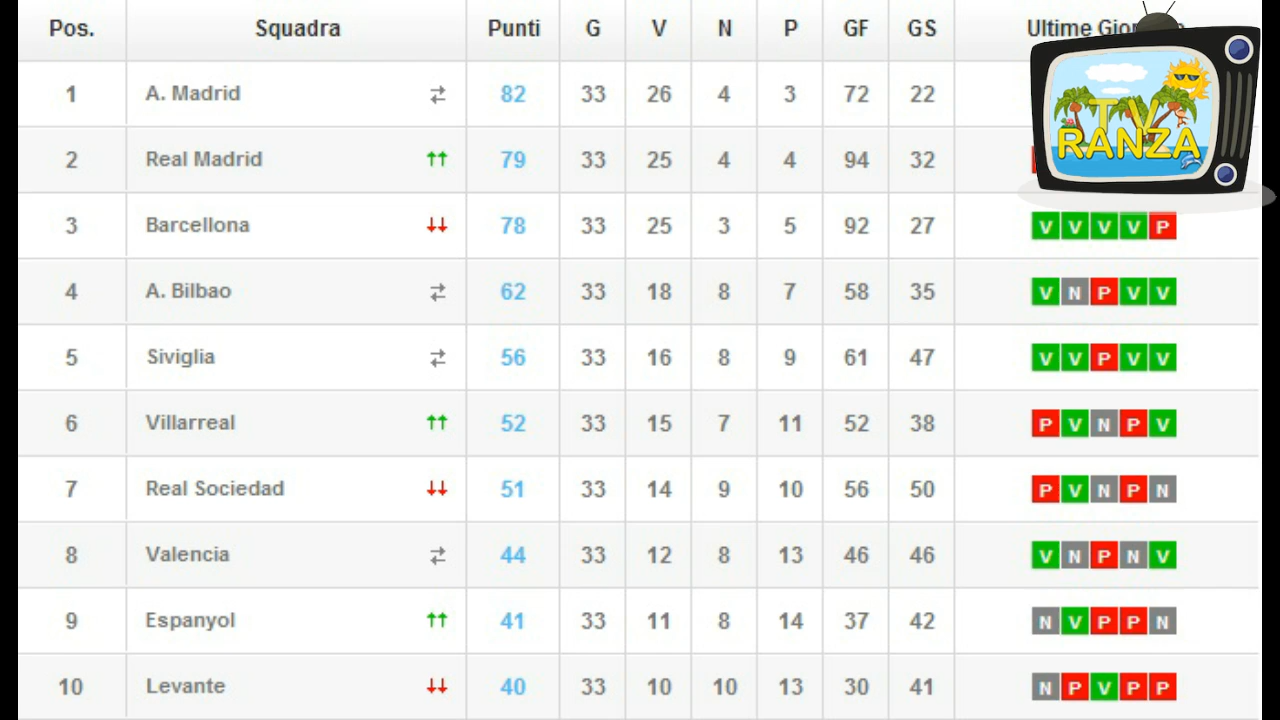 Pos. Squadra Punti G V N P GF GS Ultime
TV
RANZA
1 A. Madrid 82 33 26 4 3 72 22
2 Real Madrid 79 33 25 4 4 94 32
3 Barcellona 78 33 25 3 5 92 27 V V V V P
4 A. Bilbao 62 33 18 8 7 58 35 V N P V V
5 Siviglia 56 33 16 8 9 61 47 V V P V V
6 Villarreal 52 33 15 7 11 52 38 P V N P V
7 Real Sociedad 51 33 14 9 10 56 50 P V N P N
8 Valencia 44 33 12 8 13 46 46 V N P N V
9 Espanyol 41 33 11 8 14 37 42 N V P P N
10 Levante 40 33 10 10 13 30 41 N P V P P